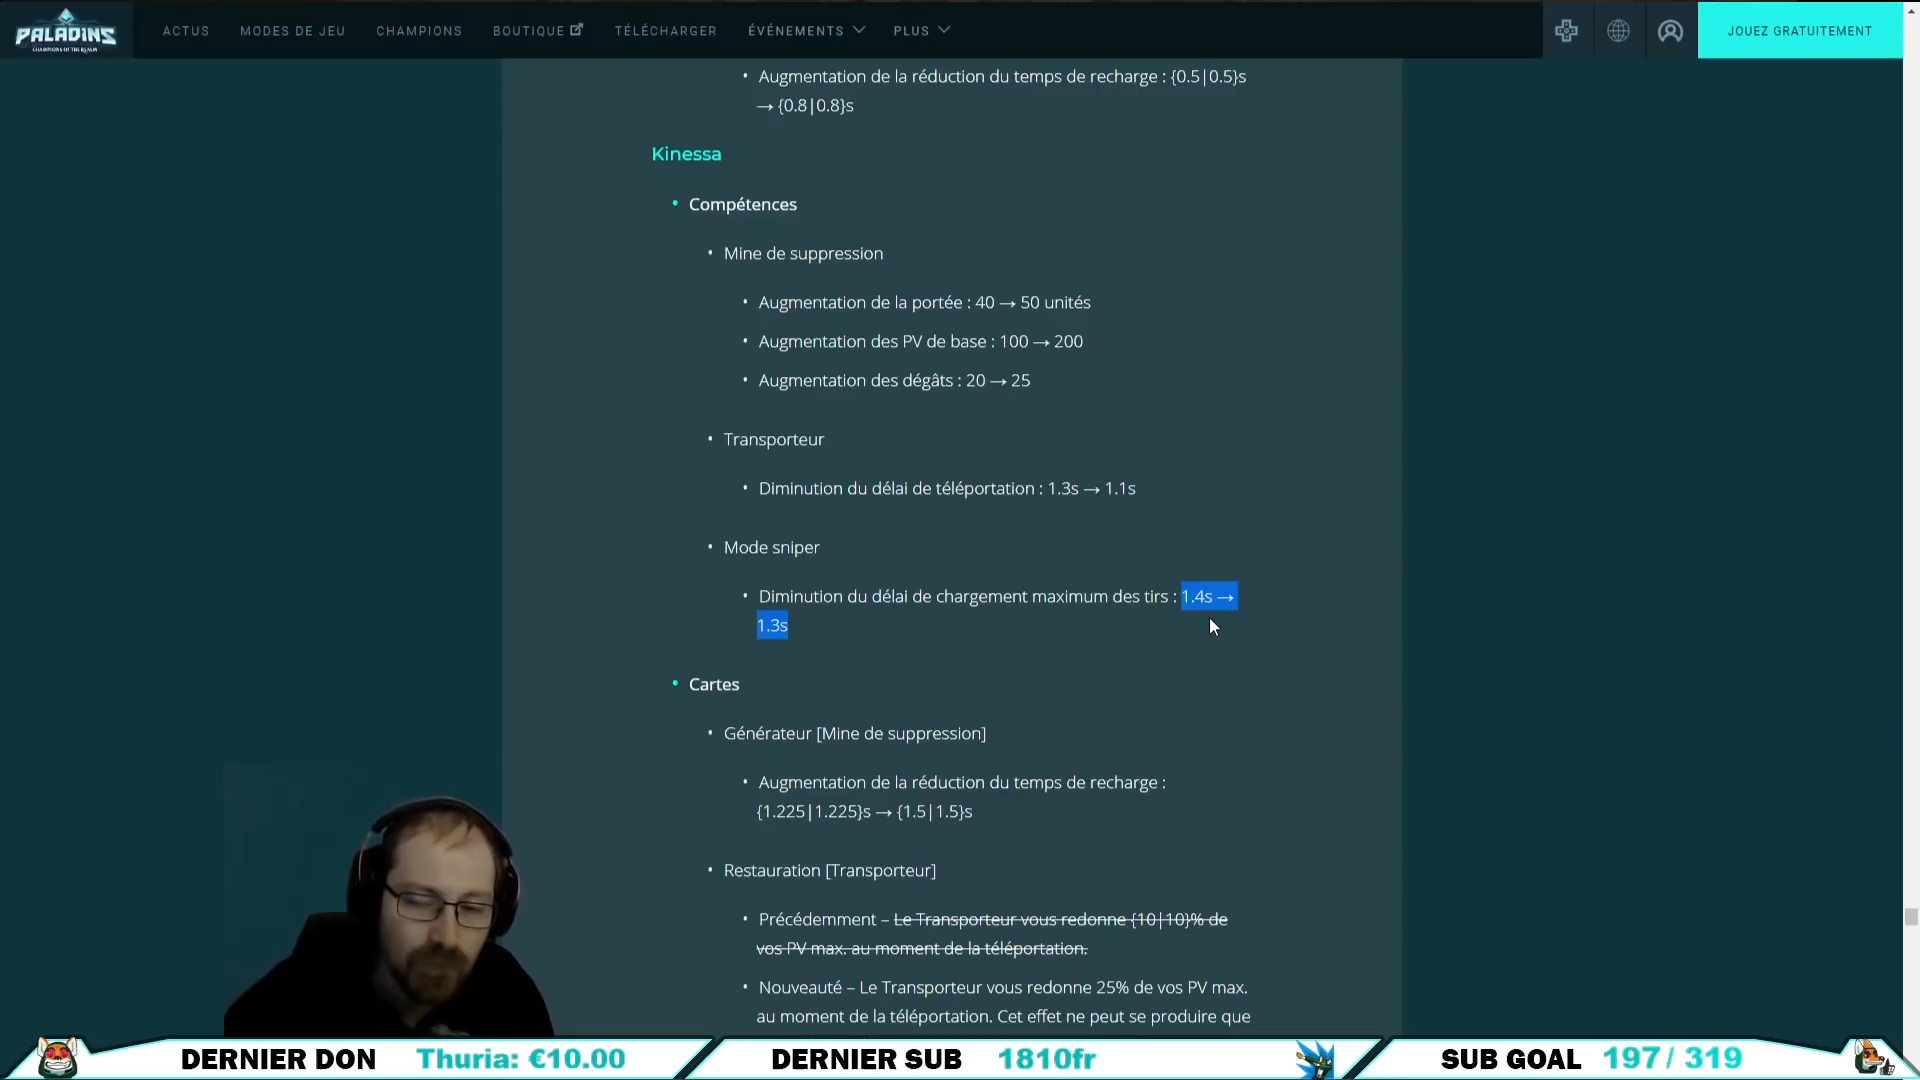 PALADINS
CHAMPIONS OF THE REALM
ACTUS MODES DE JEU CHAMPIONS BOUTIQUE TÉLÉCHARGER ÉVÉNEMENTS PLUS JOUEZ GRATUITEMENT
• Augmentation de la réduction du temps de recharge : {0.5|0.5}s
→ {0.8|0.8}s
Kinessa
• Compétences
• Mine de suppression
• Augmentation de la portée : 40 → 50 unités
• Augmentation des PV de base : 100 → 200
• Augmentation des dégâts : 20 → 25
• Transporteur
• Diminution du délai de téléportation : 1.3s → 1.1s
• Mode sniper
• Diminution du délai de chargement maximum des tirs : 1.4s →
1.3s
• Cartes
• Générateur [Mine de suppression]
• Augmentation de la réduction du temps de recharge :
{1.225|1.225}s → {1.5|1.5}s
• Restauration [Transporteur]
• Précédemment – Le Transporteur vous redonne {10|10}% de
vos PV max. au moment de la téléportation.
• Nouveauté – Le Transporteur vous redonne 25% de vos PV max.
au moment de la téléportation. Cet effet ne peut se produire que
DERNIER DON Thuria: €10.00 DERNIER SUB 1810fr SUB GOAL 197 / 319